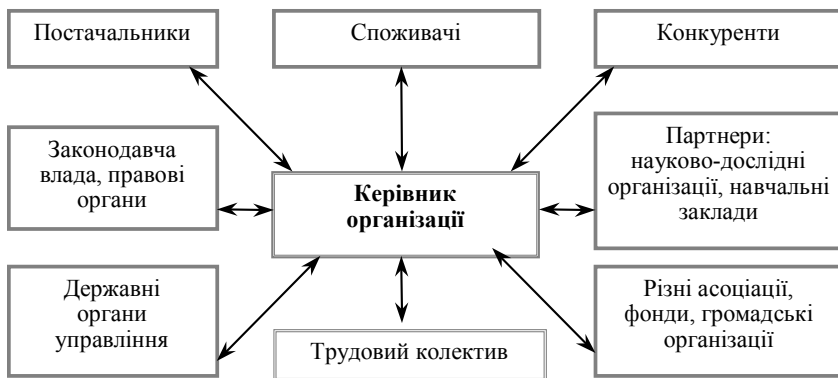 Постачальники
Споживачі
Конкуренти
Законодавча
влада, правові
органи
Керівник
організації
Партнери:
науково-дослідні
організації, навчальні
заклади
Державні
органи
управління
Трудовий колектив
Різні асоціації,
фонди, громадські
організації